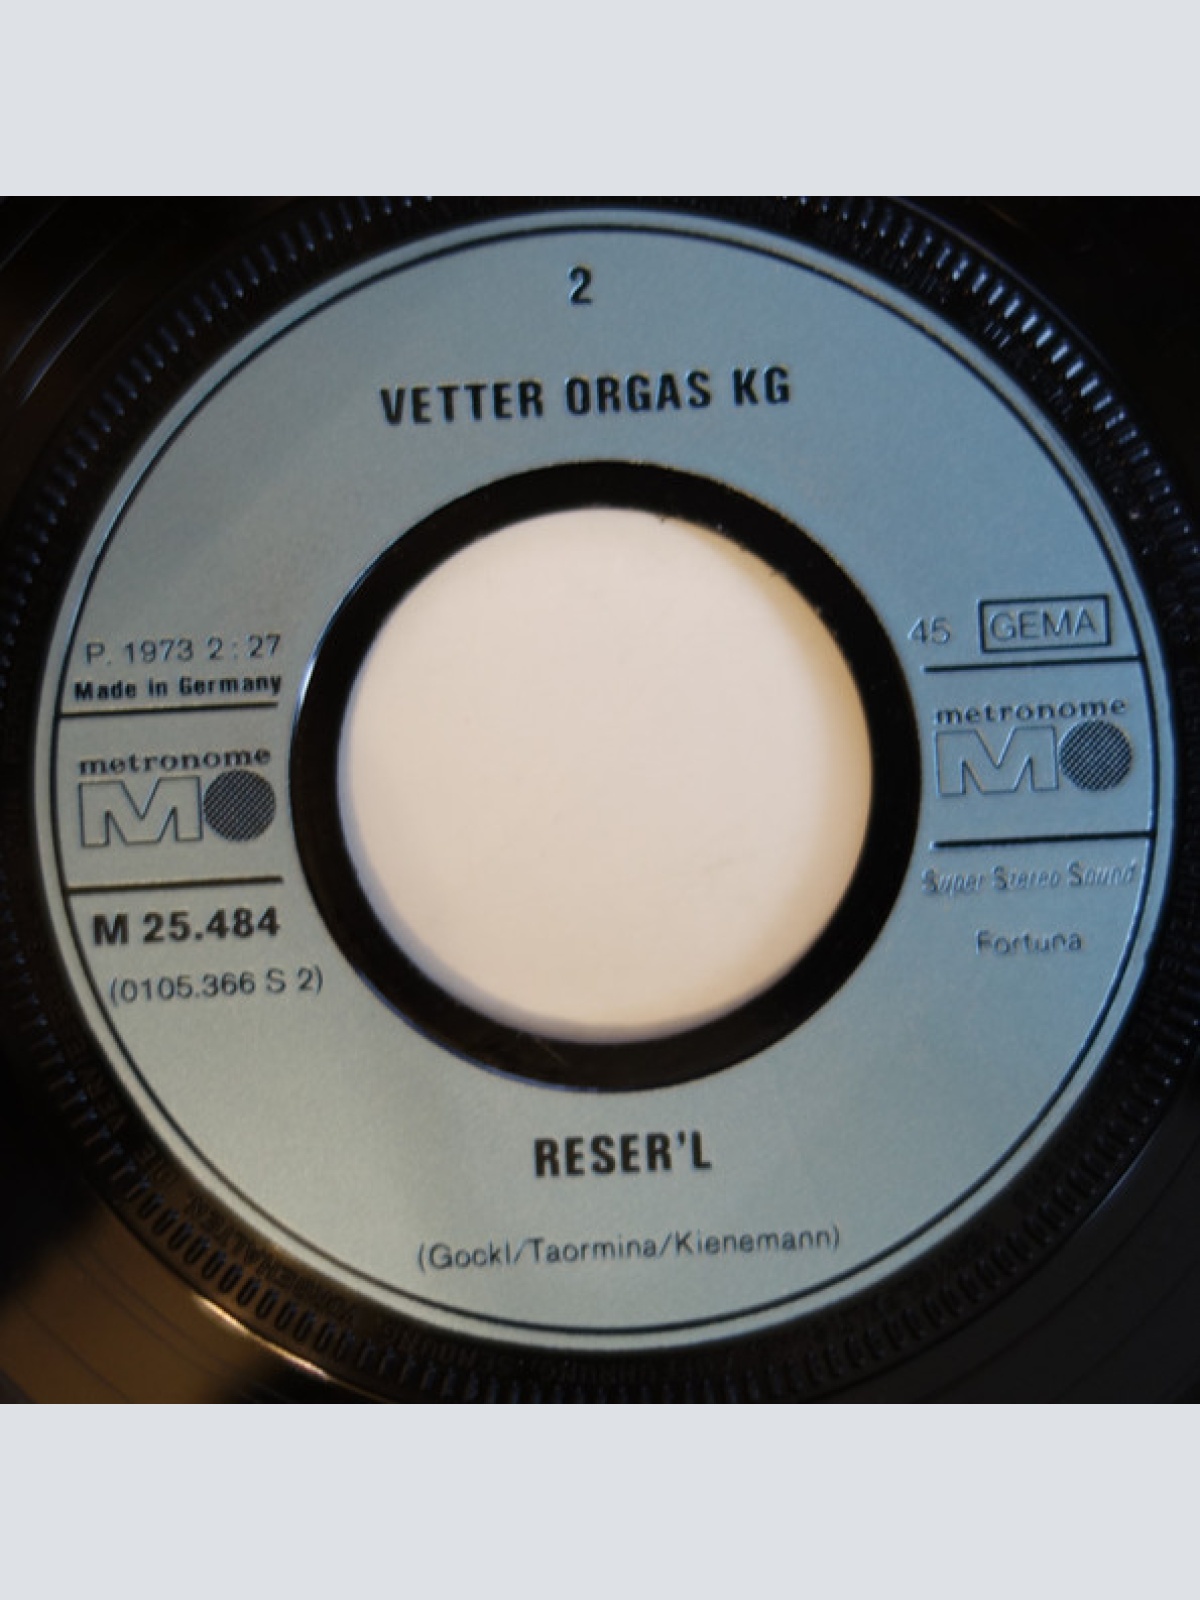 2
VETTER ORGAS KG
P. 1973 2:27
Made in Germany
metronome
M
M 25.484
(0105.366 S 2)
45 GEMA
metronome
M
Super Stereo Sound
Fortuna
RESER'L
(Gockl/Taormina/Kienemann)